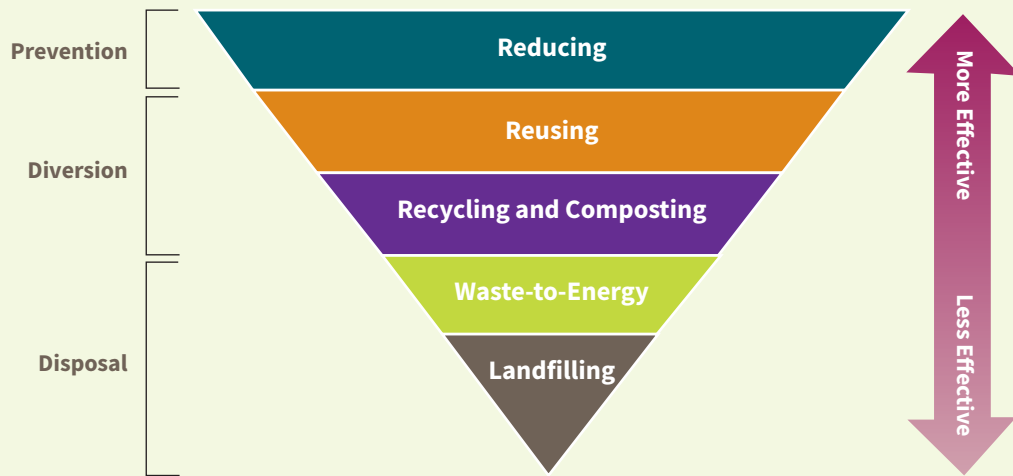 Prevention
Reducing
More Effective
Reusing
Diversion
Recycling and Composting
Waste-to-Energy
Less Effective
Disposal
Landfilling